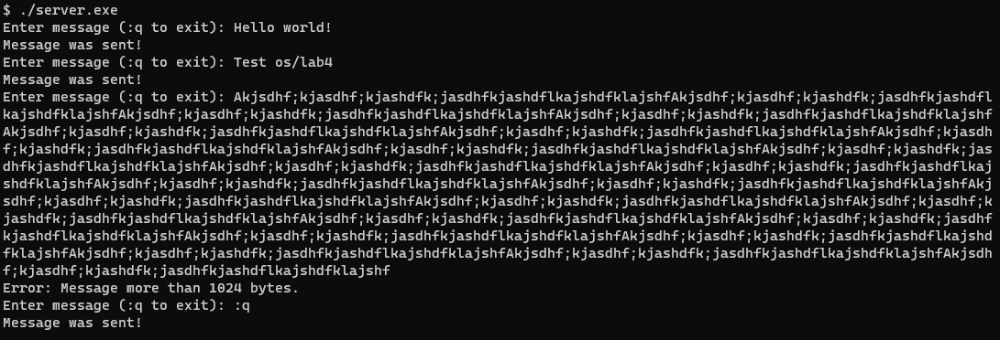 $ ./server.exe
Enter message (:q to exit): Hello world!
Message was sent!
Enter message (:q to exit): Test os/lab4
Message was sent!
Enter message (:q to exit): Akjsdhf;kjasdhf;kjashdfk;jasdhfkjashdflkajshdfklajshfAkjsdhf;kjasdhf;kjashdfk;jasdhfkjashdfl
kajshdfklajshfAkjsdhf;kjasdhf;kjashdfk;jasdhfkjashdflkajshdfklajshfAkjsdhf;kjasdhf;kjashdfk;jasdhfkjashdflkajshdfklajshf
Akjsdhf;kjasdhf;kjashdfk;jasdhfkjashdflkajshdfklajshfAkjsdhf;kjasdhf;kjashdfk;jasdhfkjashdflkajshdfklajshfAkjsdhf;kjasdh
f;kjashdfk;jasdhfkjashdflkajshdfklajshfAkjsdhf;kjasdhf;kjashdfk;jasdhfkjashdflkajshdfklajshfAkjsdhf;kjasdhf;kjashdfk;jas
dhfkjashdflkajshdfklajshfAkjsdhf;kjasdhf;kjashdfk;jasdhfkjashdflkajshdfklajshfAkjsdhf;kjasdhf;kjashdfk;jasdhfkjashdflkaj
shdfklajshfAkjsdhf;kjasdhf;kjashdfk;jasdhfkjashdflkajshdfklajshfAkjsdhf;kjasdhf;kjashdfk;jasdhfkjashdflkajshdfklajshfAkj
sdhf;kjasdhf;kjashdfk;jasdhfkjashdflkajshdfklajshfAkjsdhf;kjasdhf;kjashdfk;jasdhfkjashdflkajshdfklajshfAkjsdhf;kjasdhf;k
jashdfk;jasdhfkjashdflkajshdfklajshfAkjsdhf;kjasdhf;kjashdfk;jasdhfkjashdflkajshdfklajshfAkjsdhf;kjasdhf;kjashdfk;jasdhf
kjashdflkajshdfklajshfAkjsdhf;kjasdhf;kjashdfk;jasdhfkjashdflkajshdfklajshfAkjsdhf;kjasdhf;kjashdfk;jasdhfkjashdflkajshd
fklajshfAkjsdhf;kjasdhf;kjashdfk;jasdhfkjashdflkajshdfklajshfAkjsdhf;kjasdhf;kjashdfk;jasdhfkjashdflkajshdfklajshfAkjsdh
f;kjasdhf;kjashdfk;jasdhfkjashdflkajshdfklajshf
Error: Message more than 1024 bytes.
Enter message (:q to exit): :q
Message was sent!